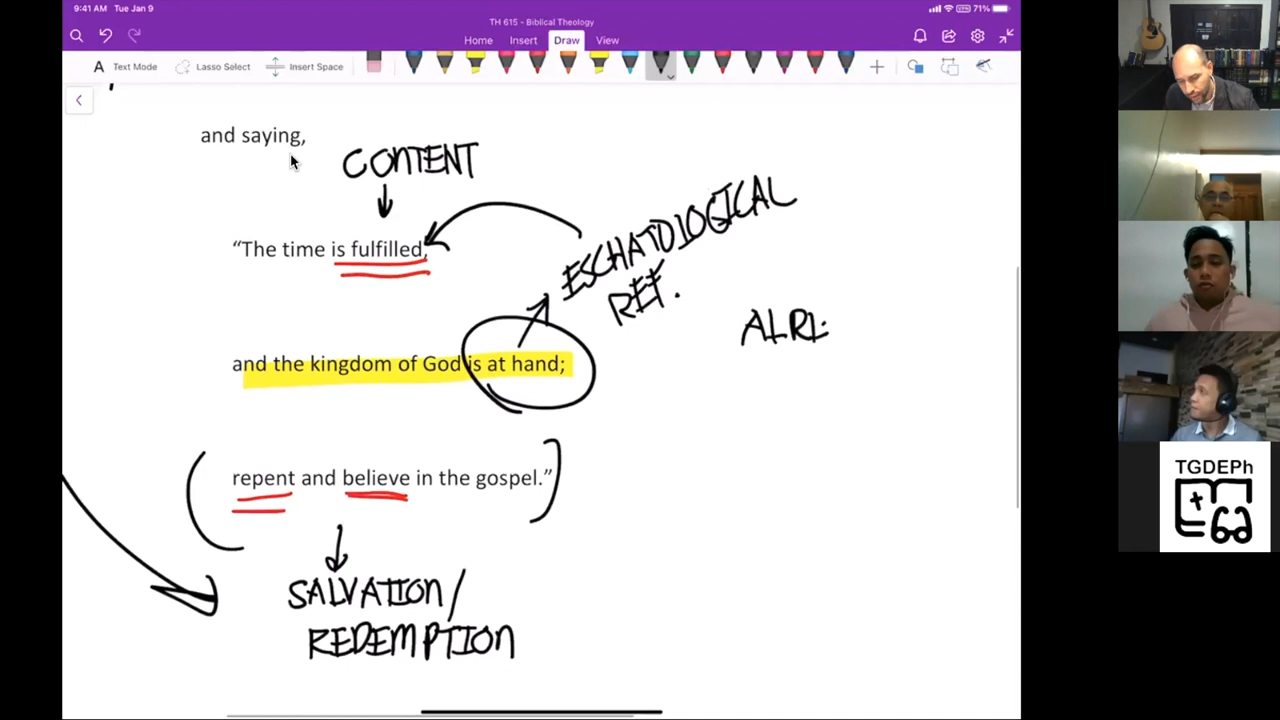 9:41 AM Tue Jan 9
71%
TH 615 - Biblical Theology
Home Insert Draw View
Text Mode Lasso Select Insert Space
and saying,
CONTENT
“The time is fulfilled,
ESCHATOLOGICAL
REF.
ALRE
and the kingdom of God is at hand;
repent and believe in the gospel.”
SALVATION/
REDEMPTION
TGDEPh